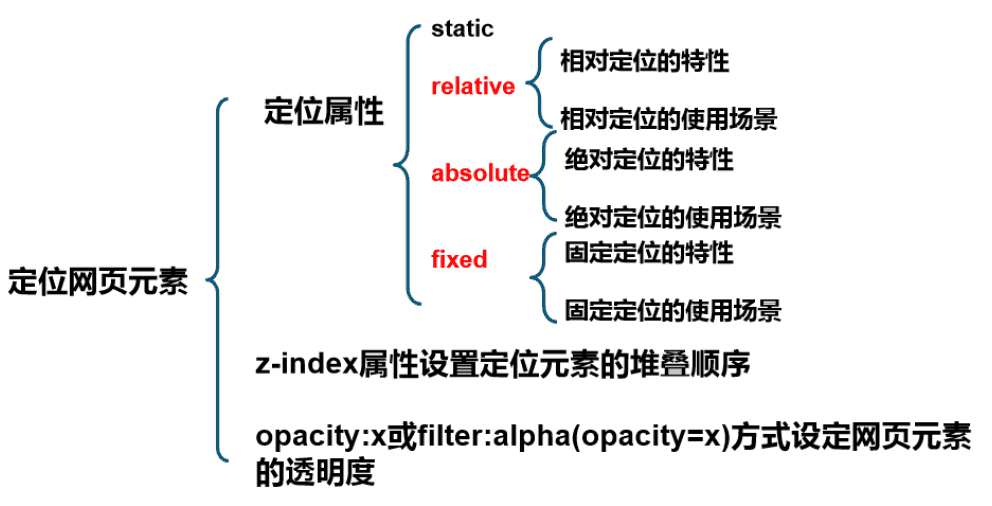 定位网页元素
定位属性
static
relative
相对定位的特性
相对定位的使用场景
absolute
绝对定位的特性
绝对定位的使用场景
fixed
固定定位的特性
固定定位的使用场景
z-index属性设置定位元素的堆叠顺序
opacity:x或filter:alpha(opacity=x)方式设定网页元素
的透明度